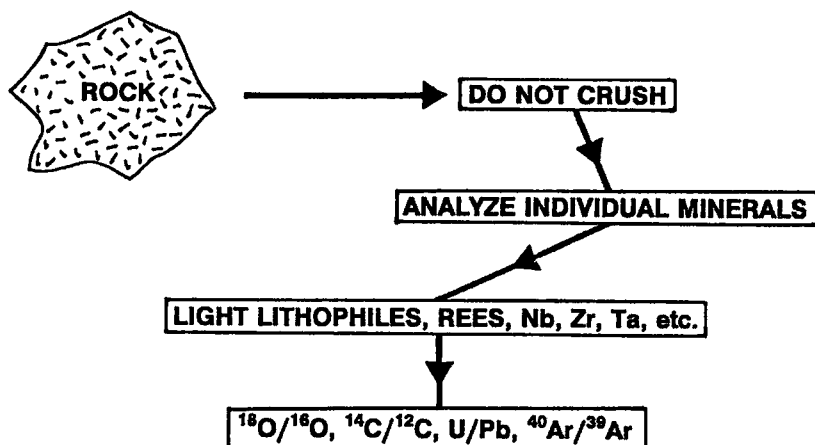 ROCK
DO NOT CRUSH
ANALYZE INDIVIDUAL MINERALS
LIGHT LITHOPHILES, REES, Nb, Zr, Ta, etc.
¹⁸O/¹⁶O, ¹⁴C/¹²C, U/Pb, ⁴⁰Ar/³⁹Ar